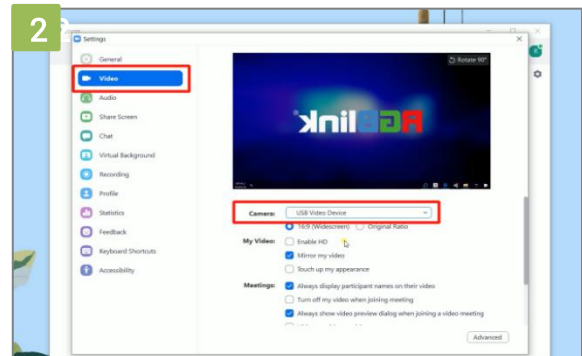 2
Settings
General
Video
Audio
Share Screen
Chat
Virtual Background
Recording
Profile
Statistics
Feedback
Keyboard Shortcuts
Accessibility
Rotate 90°
RGBlink
Camera: USB Video Device
16:9 (Widescreen) Original Ratio
My Video: Enable HD
Mirror my video
Touch up my appearance
Meetings: Always display participant names on their video
Turn off my video when joining meeting
Always show video preview dialog when joining a video meeting
Advanced